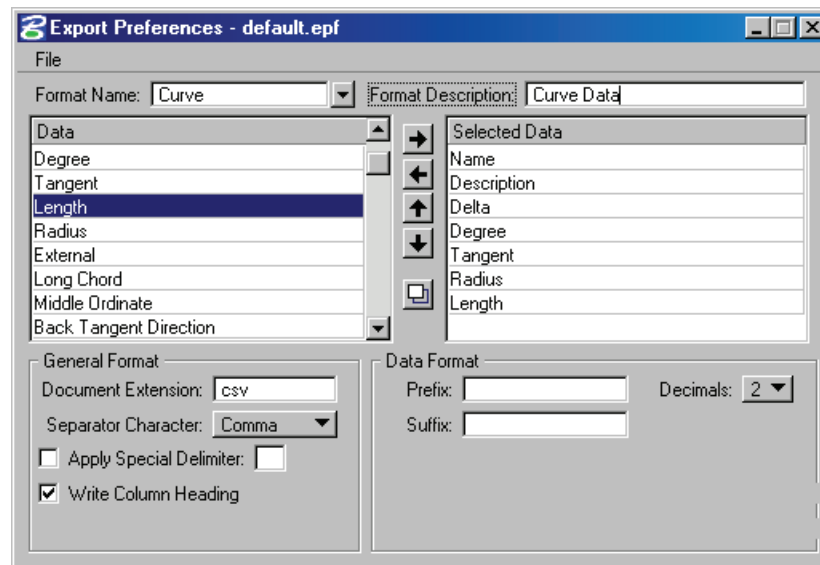 Export Preferences - default.epf
File
Format Name: Curve Format Description: Curve Data
Data
Degree
Tangent
Length
Radius
External
Long Chord
Middle Ordinate
Back Tangent Direction
Selected Data
Name
Description
Delta
Degree
Tangent
Radius
Length
General Format
Document Extension: csv
Separator Character: Comma
Apply Special Delimiter:
Write Column Heading
Data Format
Prefix: Decimals: 2
Suffix: